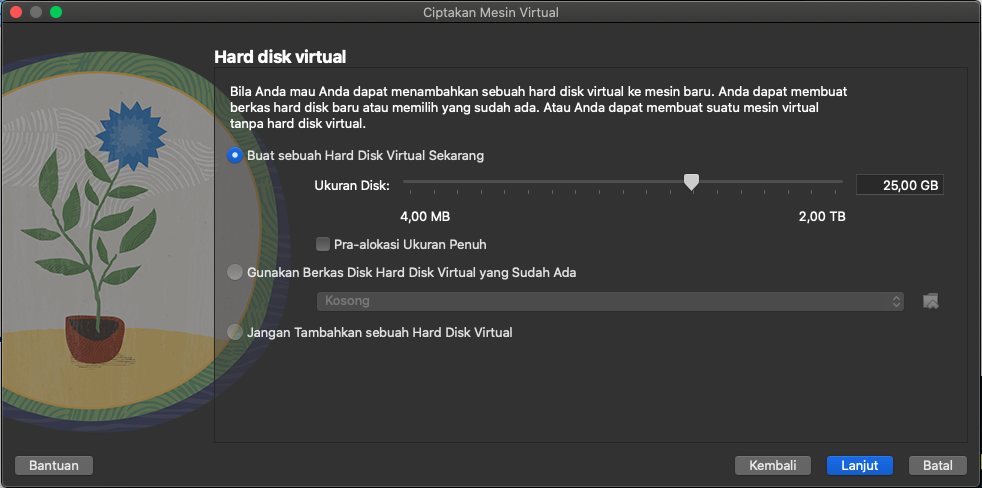 Ciptakan Mesin Virtual
Hard disk virtual
Bila Anda mau Anda dapat menambahkan sebuah hard disk virtual ke mesin baru. Anda dapat membuat
berkas hard disk baru atau memilih yang sudah ada. Atau Anda dapat membuat suatu mesin virtual
tanpa hard disk virtual.
Buat sebuah Hard Disk Virtual Sekarang
Ukuran Disk: 25,00 GB
4,00 MB 2,00 TB
Pra-alokasi Ukuran Penuh
Gunakan Berkas Disk Hard Disk Virtual yang Sudah Ada
Kosong
Jangan Tambahkan sebuah Hard Disk Virtual
Bantuan Kembali Lanjut Batal